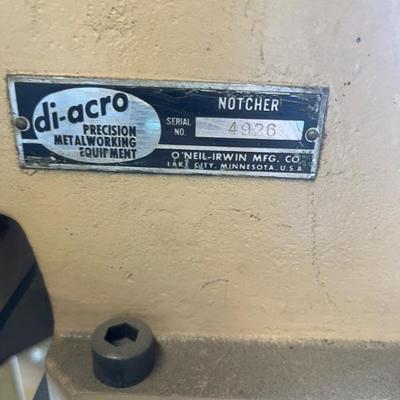 di-acro
PRECISION
METALWORKING
EQUIPMENT
NOTCHER
SERIAL
NO. 4926
O'NEIL-IRWIN MFG. CO.
LAKE CITY, MINNESOTA, U.S.A.